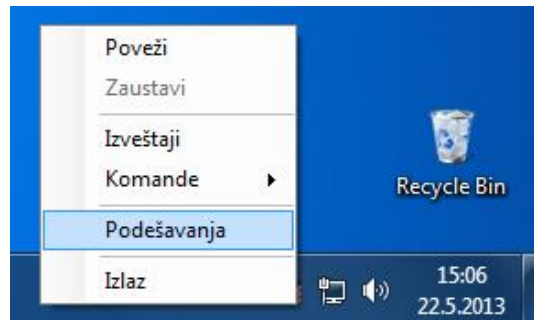 Poveži
Zaustavi
Izveštaji
Komande
Podešavanja
Izlaz
Recycle Bin
15:06
22.5.2013